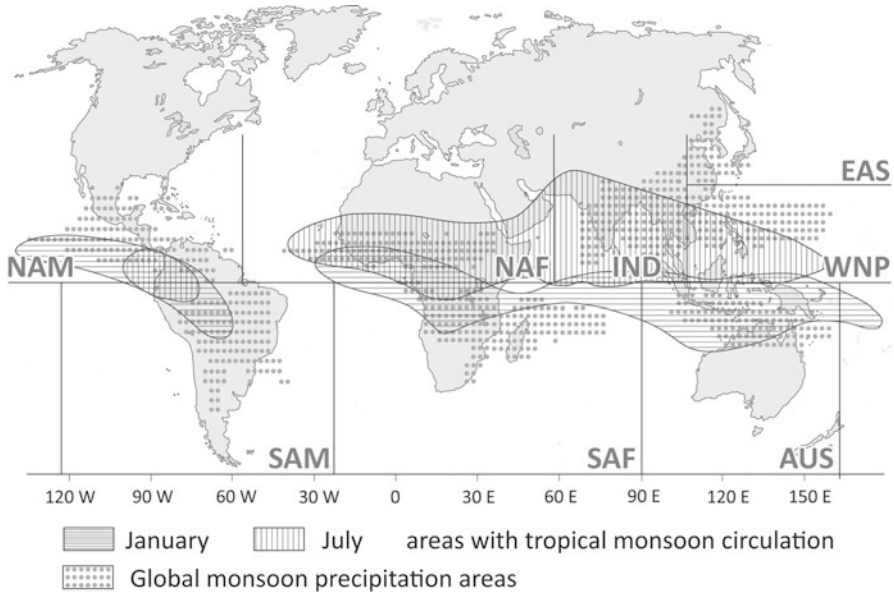 EAS
NAM NAF IND WNP
SAM SAF AUS
120 W 90 W 60 W 30 W 0 30 E 60 E 90 E 120 E 150 E
January July areas with tropical monsoon circulation
Global monsoon precipitation areas